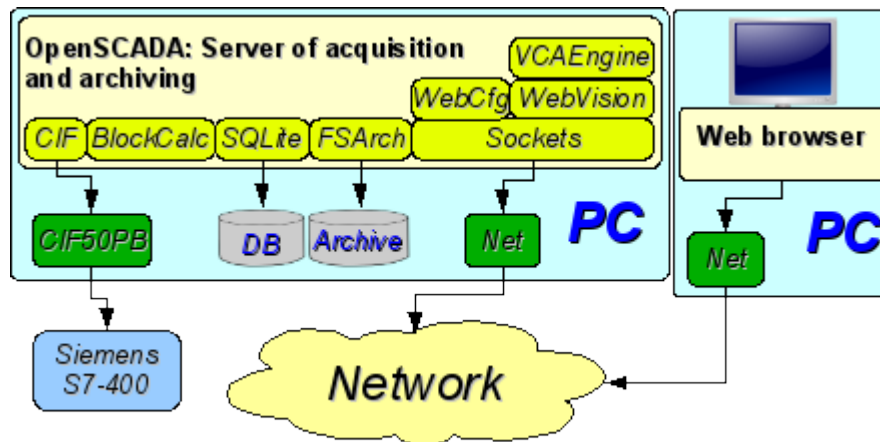 OpenSCADA: Server of acquisition
and archiving
VCAEngine
WebCfg WebVision
CIF BlockCalc SQLite FSArch Sockets
CIF50PB
DB
Archive
Net
PC
Siemens
S7-400
Network
Web browser
Net
PC